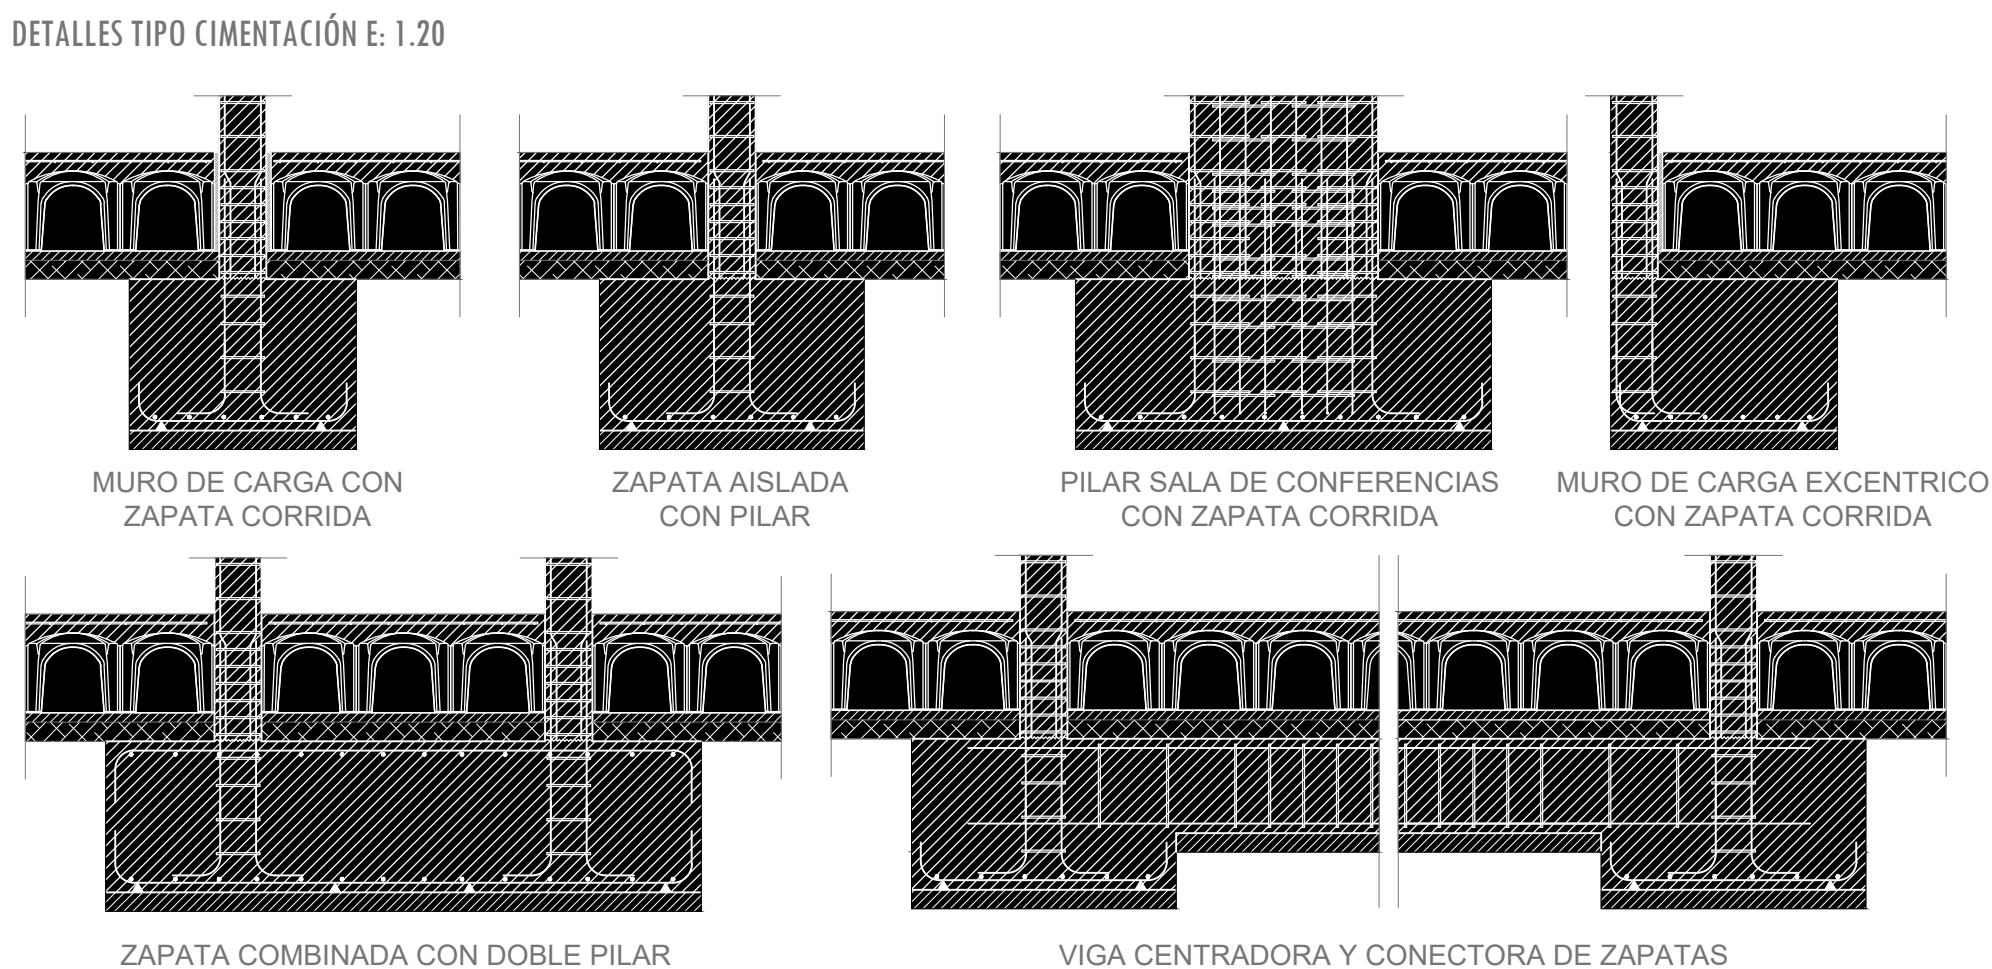 DETALLES TIPO CIMENTACIÓN E: 1.20
MURO DE CARGA CON
ZAPATA CORRIDA
ZAPATA AISLADA
CON PILAR
PILAR SALA DE CONFERENCIAS
CON ZAPATA CORRIDA
MURO DE CARGA EXCENTRICO
CON ZAPATA CORRIDA
ZAPATA COMBINADA CON DOBLE PILAR
VIGA CENTRADORA Y CONECTORA DE ZAPATAS